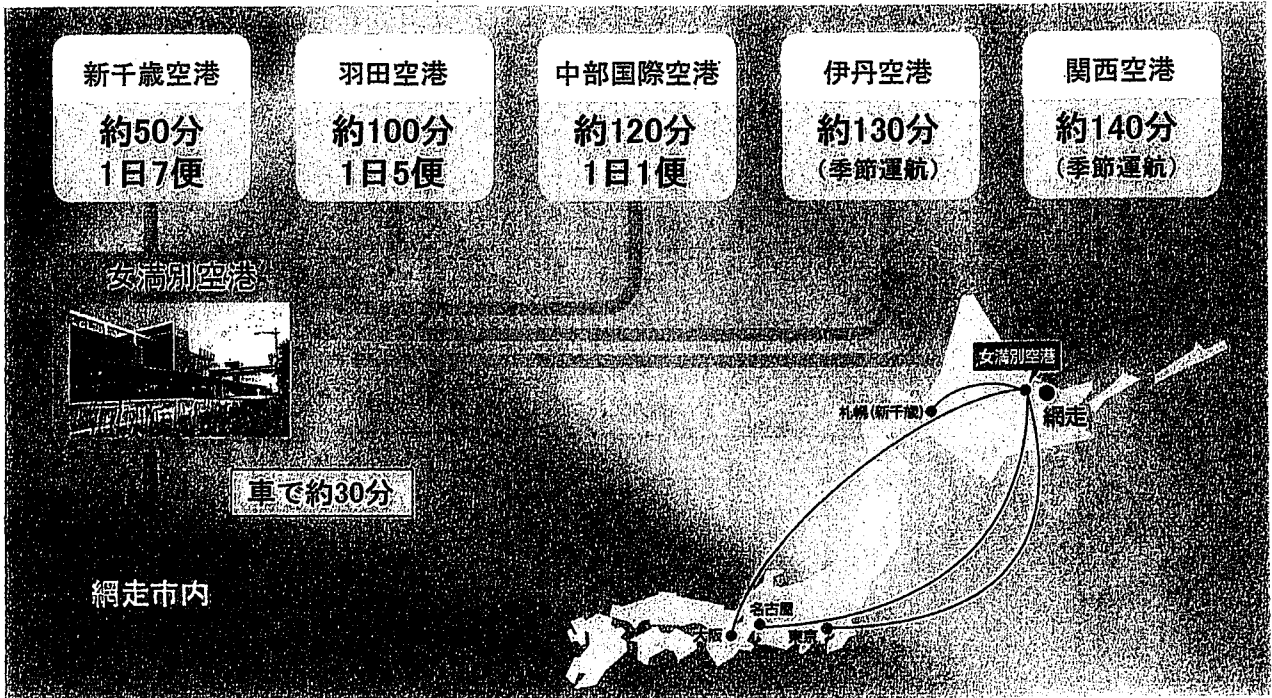 新千歳空港
約50分
1日7便
羽田空港
約100分
1日5便
中部国際空港
約120分
1日1便
伊丹空港
約130分
(季節運航)
関西空港
約140分
(季節運航)
女満別空港
車で約30分
網走市内
女満別空港
網走
札幌(新千歳)
名古屋
大阪
東京